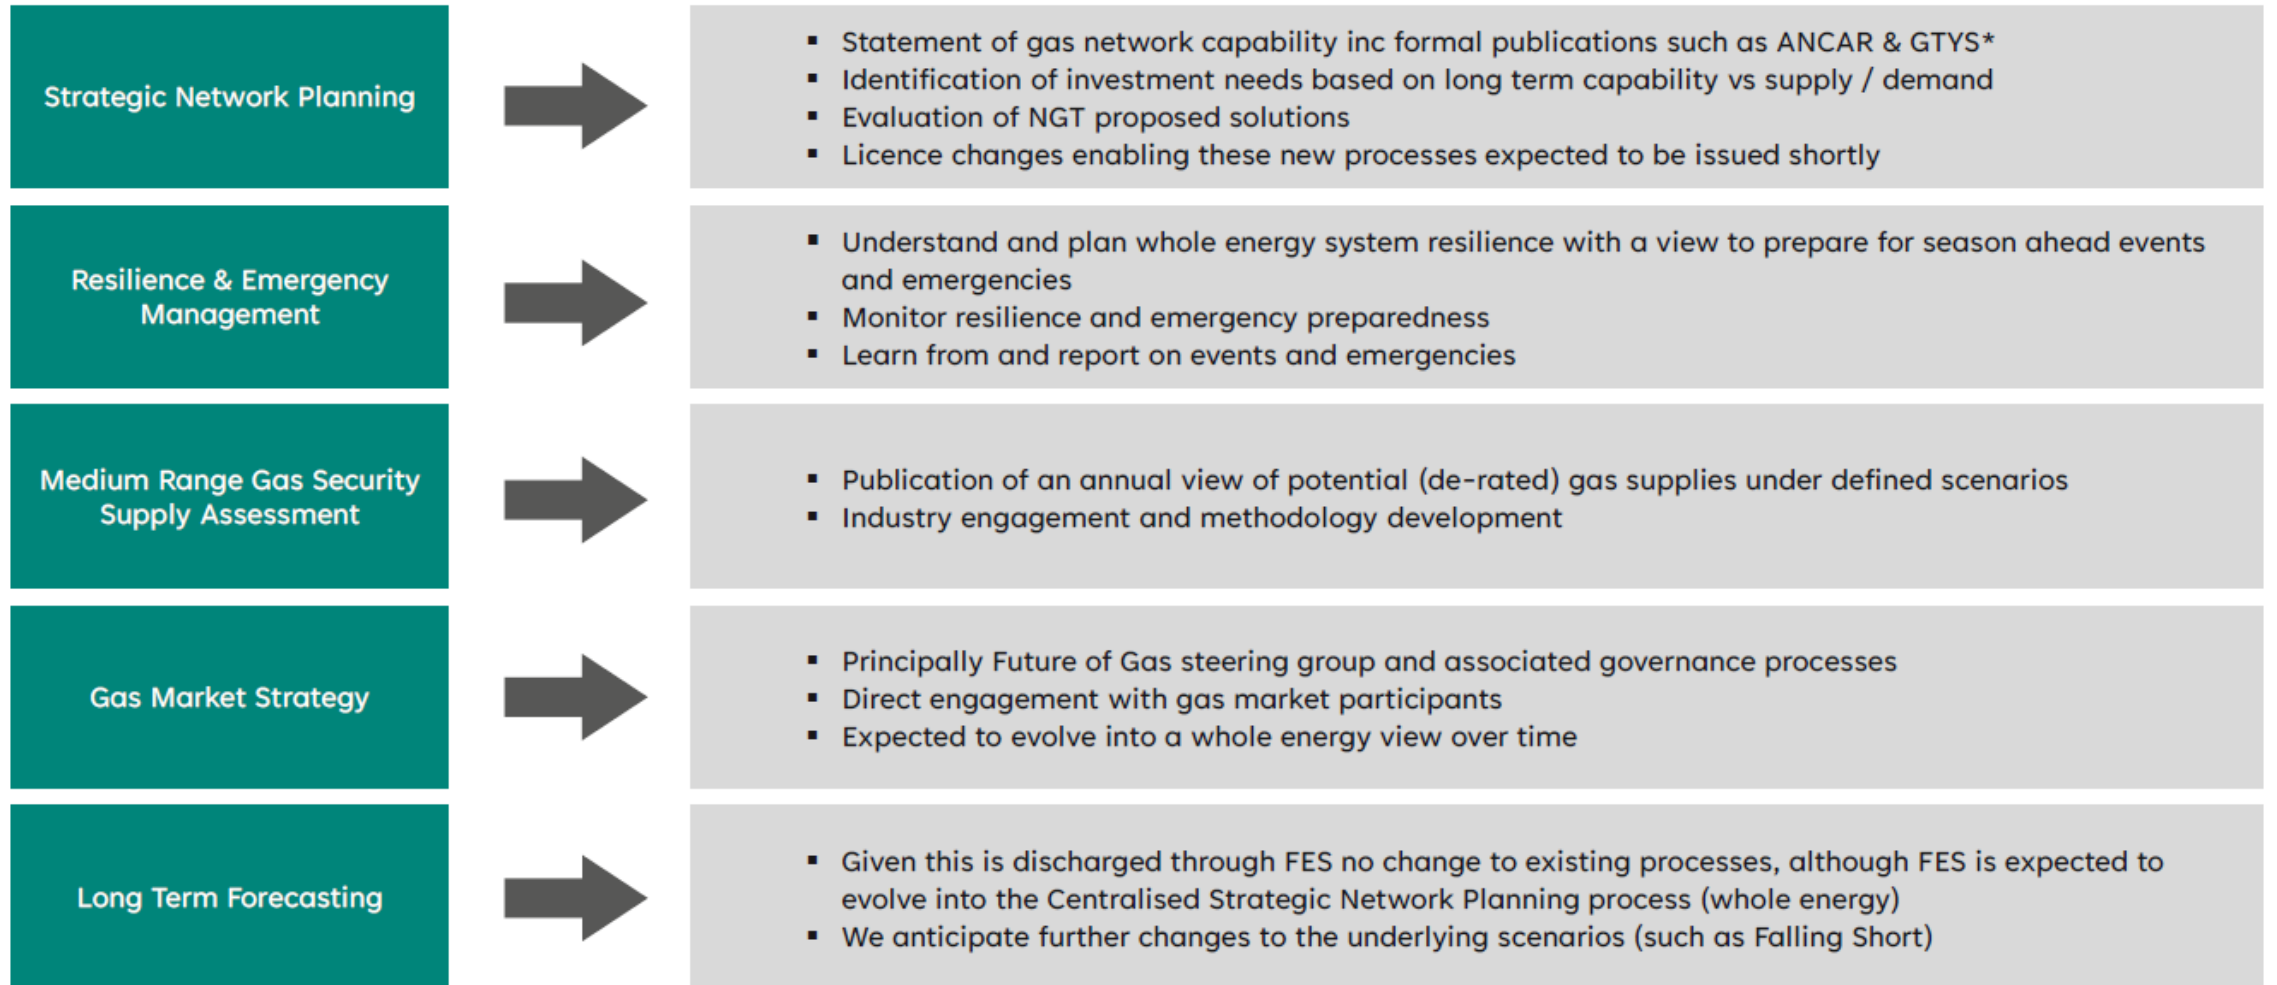 Strategic Network Planning
▪ Statement of gas network capability inc formal publications such as ANCAR & GTYS*
▪ Identification of investment needs based on long term capability vs supply / demand
▪ Evaluation of NGT proposed solutions
▪ Licence changes enabling these new processes expected to be issued shortly
Resilience & Emergency
Management
▪ Understand and plan whole energy system resilience with a view to prepare for season ahead events
and emergencies
▪ Monitor resilience and emergency preparedness
▪ Learn from and report on events and emergencies
Medium Range Gas Security
Supply Assessment
▪ Publication of an annual view of potential (de-rated) gas supplies under defined scenarios
▪ Industry engagement and methodology development
Gas Market Strategy
▪ Principally Future of Gas steering group and associated governance processes
▪ Direct engagement with gas market participants
▪ Expected to evolve into a whole energy view over time
Long Term Forecasting
▪ Given this is discharged through FES no change to existing processes, although FES is expected to
evolve into the Centralised Strategic Network Planning process (whole energy)
▪ We anticipate further changes to the underlying scenarios (such as Falling Short)